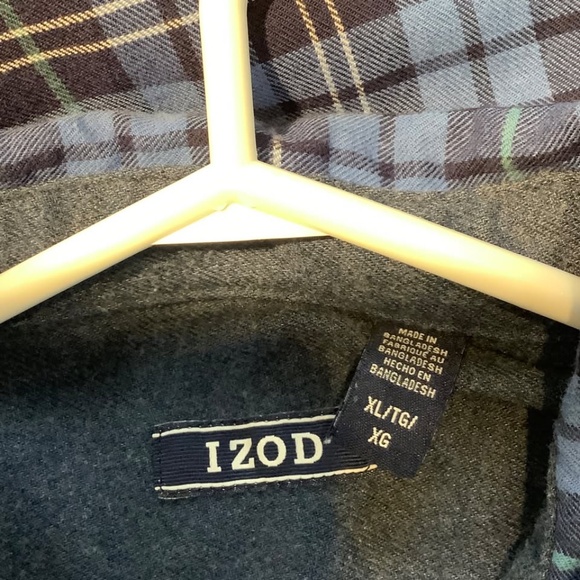 MADE IN
BANGLADESH
FABRIQUÉ AU
BANGLADESH
HECHO EN
BANGLADESH
XL/TG/
XG
IZOD